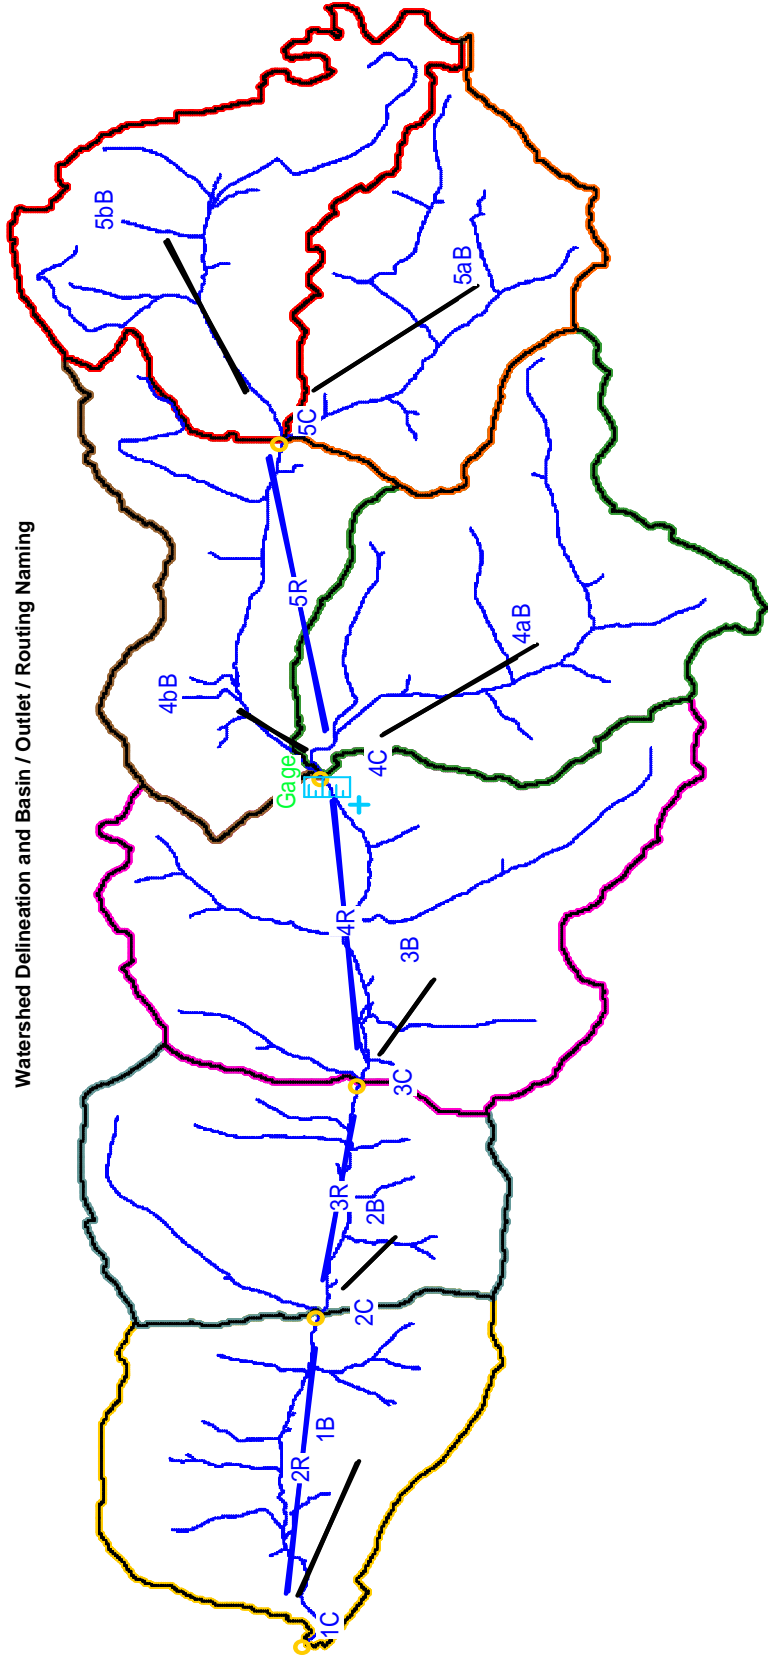 Watershed Delineation and Basin / Outlet / Routing Naming
5bB
5aB
5C
5R
4aB
4bB
4C
Gage
4R
3B
3C
3R
2B
2C
1B
2R
1C